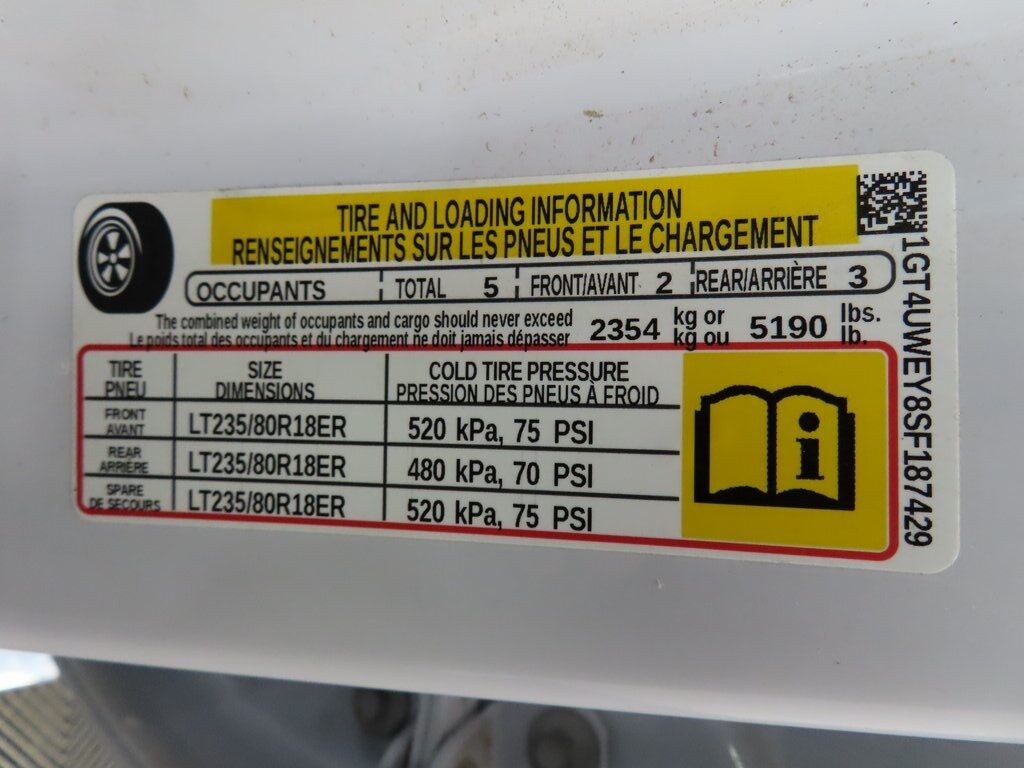 TIRE AND LOADING INFORMATION
RENSEIGNEMENTS SUR LES PNEUS ET LE CHARGEMENT
OCCUPANTS TOTAL 5 FRONT/AVANT 2 REAR/ARRIÈRE 3
The combined weight of occupants and cargo should never exceed 2354 kg or 5190 lbs.
Le poids total des occupants et du chargement ne doit jamais dépasser kg ou lb.
TIRE SIZE COLD TIRE PRESSURE
PNEU DIMENSIONS PRESSION DES PNEUS À FROID
FRONT
AVANT LT235/80R18ER 520 kPa, 75 PSI
REAR
ARRIÈRE LT235/80R18ER 480 kPa, 70 PSI
SPARE
DE SECOURS LT235/80R18ER 520 kPa, 75 PSI
i
1GT4UWEY8SF187429